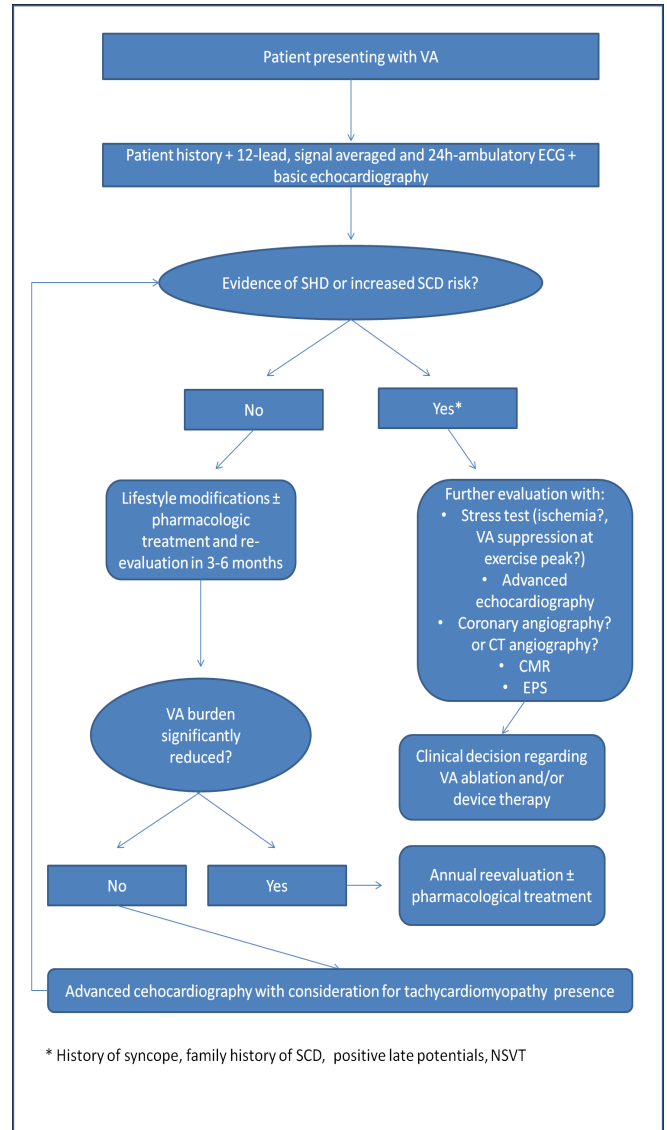 Patient presenting with VA
Patient history + 12-lead, signal averaged and 24h-ambulatory ECG +
basic echocardiography
Evidence of SHD or increased SCD risk?
No
Yes*
Lifestyle modifications ±
pharmacologic
treatment and re-
evaluation in 3-6 months
Further evaluation with:
• Stress test (ischemia?,
VA suppression at
exercise peak?)
• Advanced
echocardiography
• Coronary angiography?
or CT angiography?
• CMR
• EPS
VA burden
significantly
reduced?
Clinical decision regarding
VA ablation and/or
device therapy
No
Yes
Annual reevaluation ±
pharmacological treatment
Advanced cehocardiography with consideration for tachycardiomyopathy presence
* History of syncope, family history of SCD, positive late potentials, NSVT